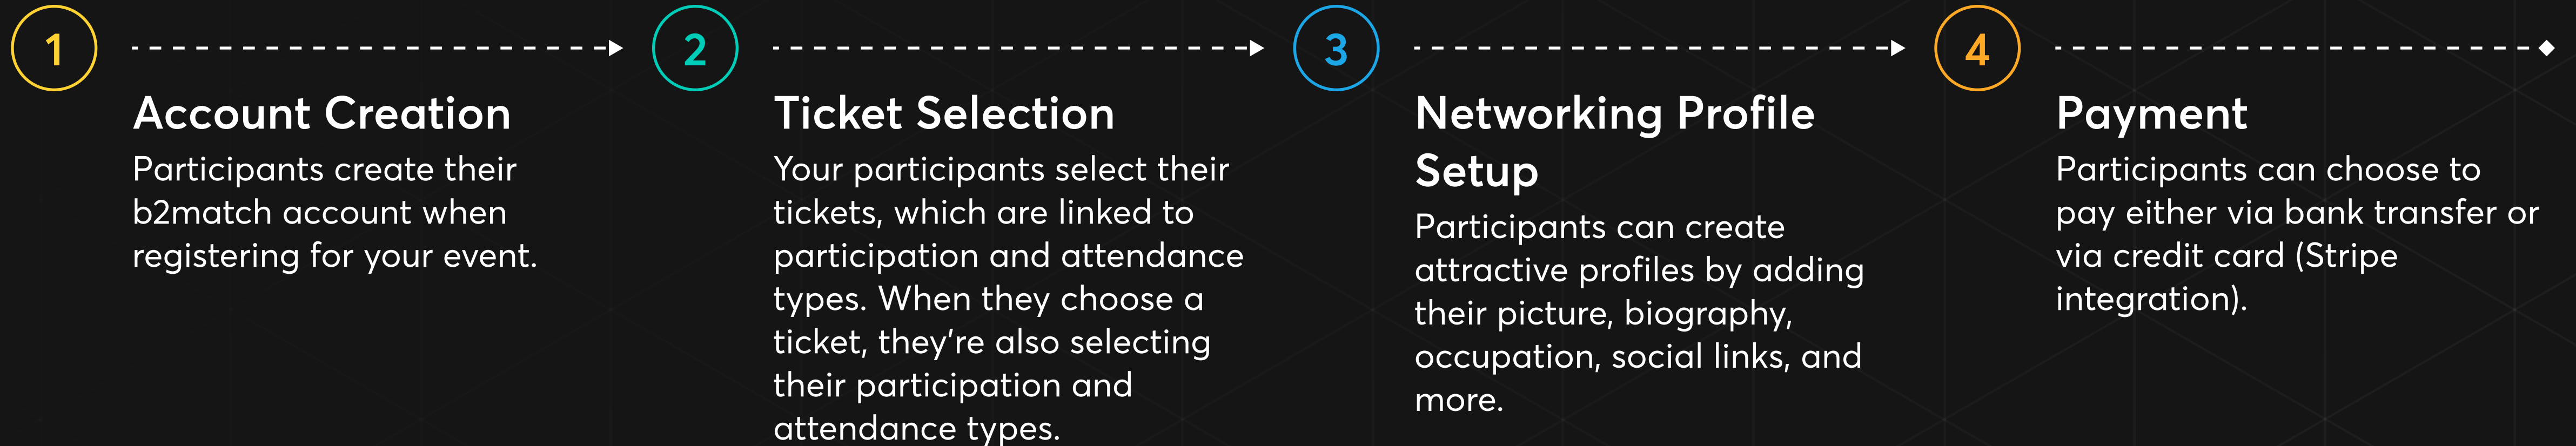 1
Account Creation
Participants create their
b2match account when
registering for your event.
2
Ticket Selection
Your participants select their
tickets, which are linked to
participation and attendance
types. When they choose a
ticket, they're also selecting
their participation and
attendance types.
3
Networking Profile
Setup
Participants can create
attractive profiles by adding
their picture, biography,
occupation, social links, and
more.
4
Payment
Participants can choose to
pay either via bank transfer or
via credit card (Stripe
integration).